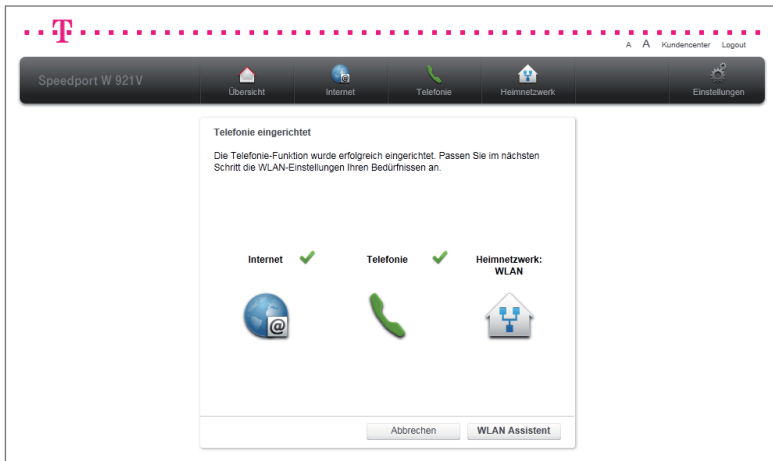 T
A A Kundencenter Logout
Speedport W 921V
Übersicht Internet Telefonie Heimnetzwerk Einstellungen
Telefonie eingerichtet
Die Telefonie-Funktion wurde erfolgreich eingerichtet. Passen Sie im nächsten
Schritt die WLAN-Einstellungen Ihren Bedürfnissen an.
Internet Telefonie Heimnetzwerk:
WLAN
@
Abbrechen WLAN Assistent